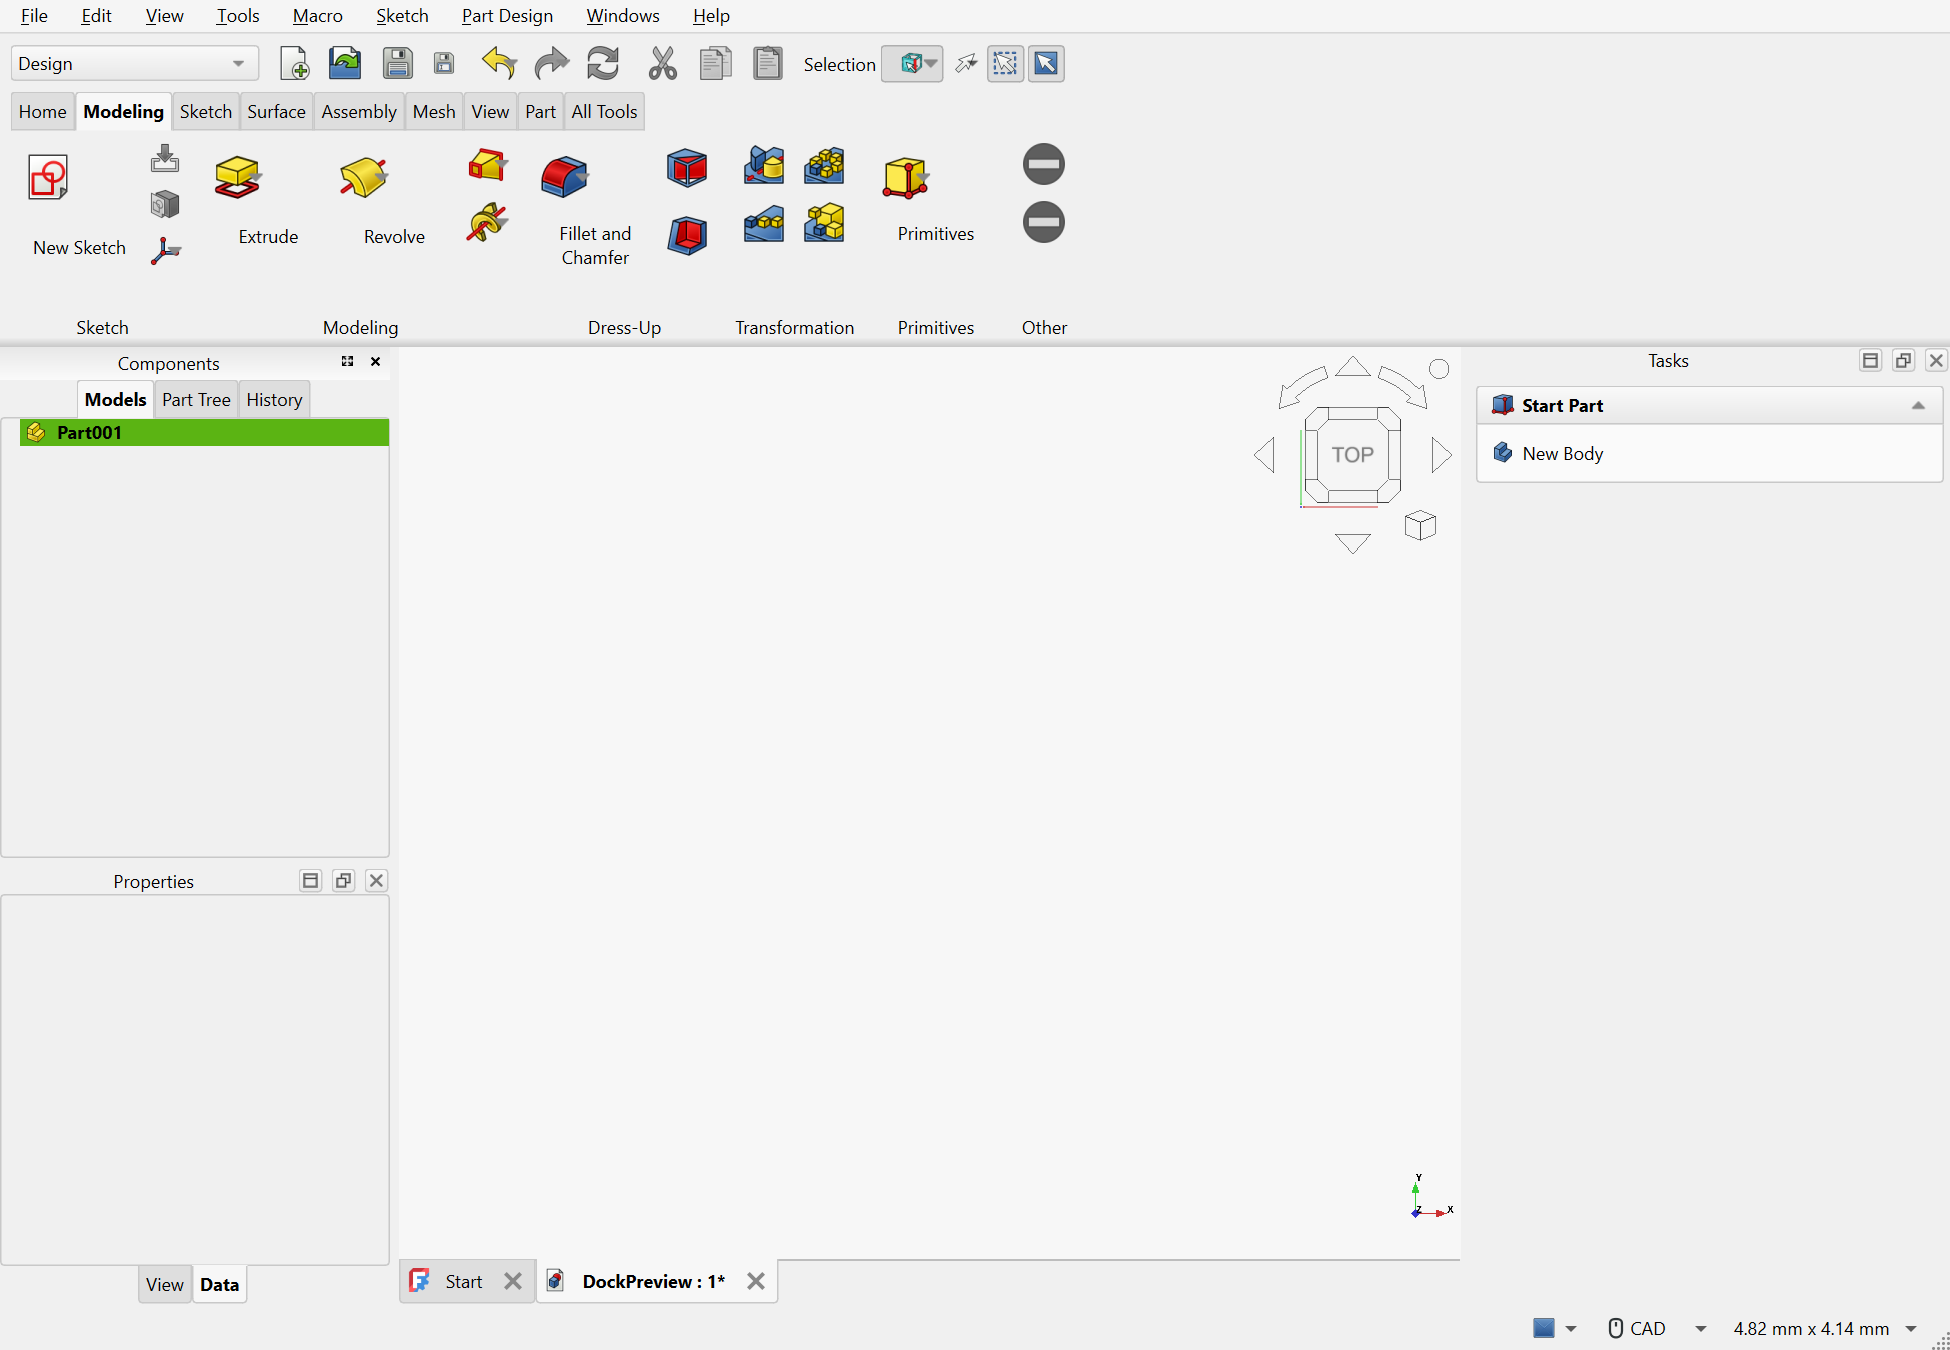 File Edit View Tools Macro Sketch Part Design Windows Help
Design Selection
Home Modeling Sketch Surface Assembly Mesh View Part All Tools
New Sketch Extrude Revolve Fillet and Chamfer Primitives
Sketch Modeling Dress-Up Transformation Primitives Other
Components
Models Part Tree History
Part001
Properties
View Data
TOP
Y
Z X
Start DockPreview : 1*
Tasks
Start Part
New Body
CAD 4.82 mm x 4.14 mm